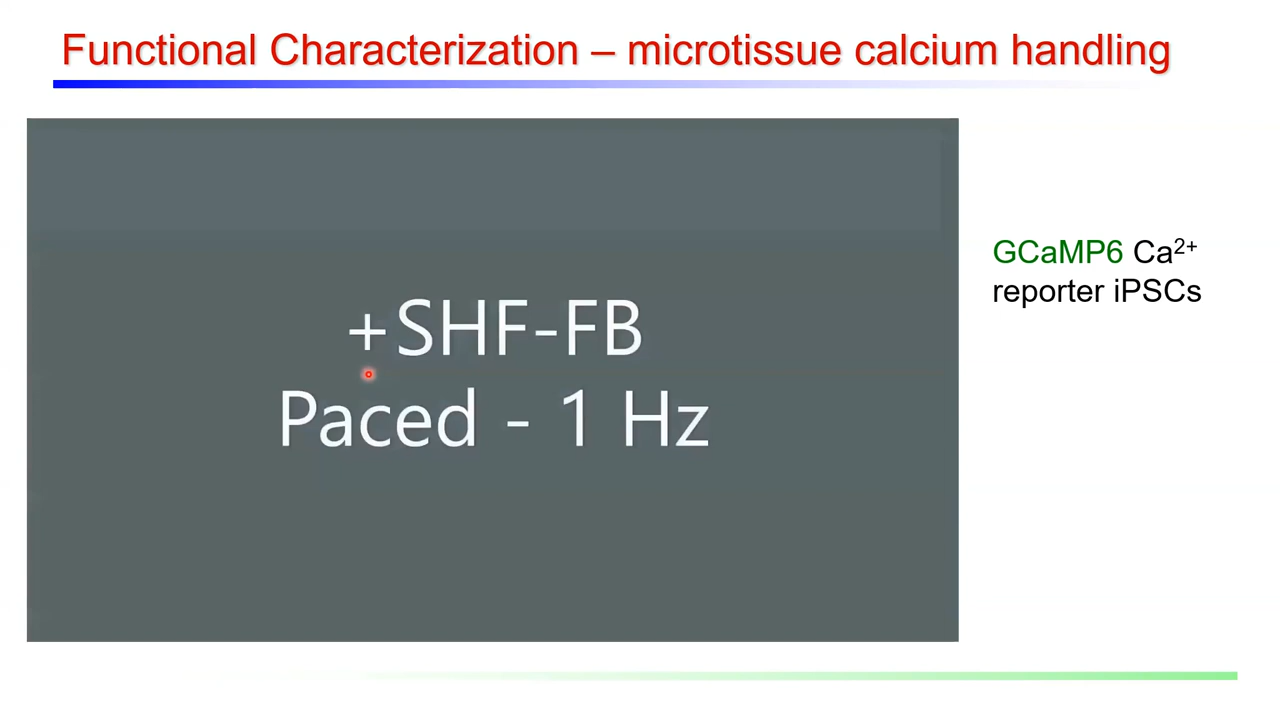 Functional Characterization – microtissue calcium handling
+SHF-FB
Paced - 1 Hz
GCaMP6 Ca²⁺
reporter iPSCs